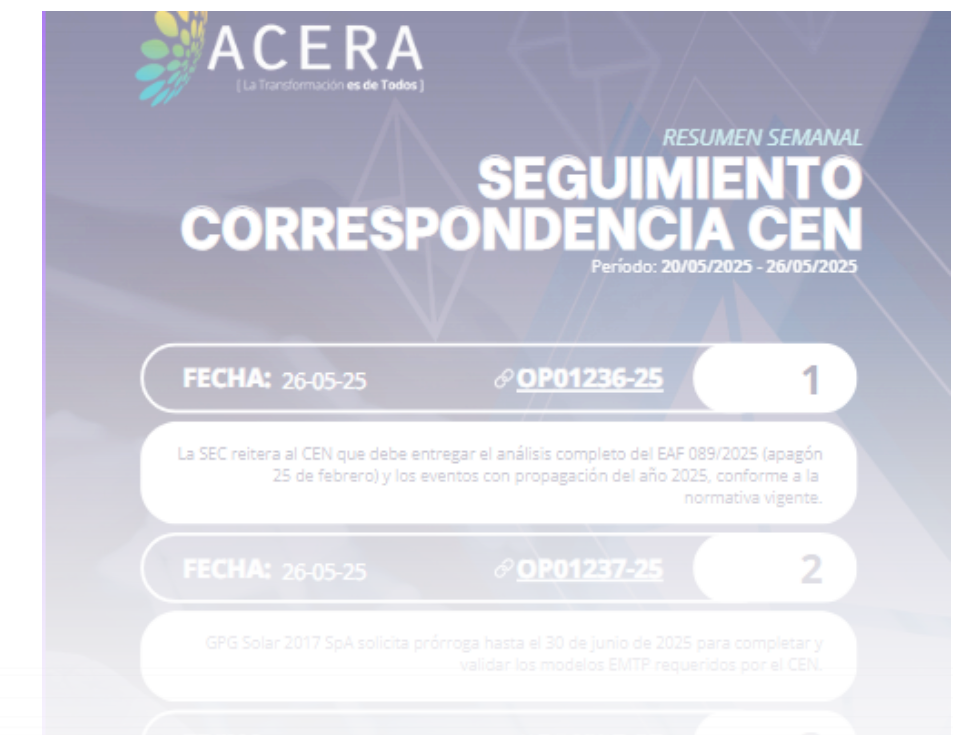 ACERA
[ La Transformación es de Todos ]
RESUMEN SEMANAL
SEGUIMIENTO
CORRESPONDENCIA CEN
Período: 20/05/2025 - 26/05/2025
FECHA: 26-05-25 OP01236-25 1
La SEC reitera al CEN que debe entregar el análisis completo del EAF 089/2025 (apagón
25 de febrero) y los eventos con propagación del año 2025, conforme a la
normativa vigente.
FECHA: 26-05-25 OP01237-25 2
GPG Solar 2017 SpA solicita prórroga hasta el 30 de junio de 2025 para completar y
validar los modelos EMTP requeridos por el CEN.